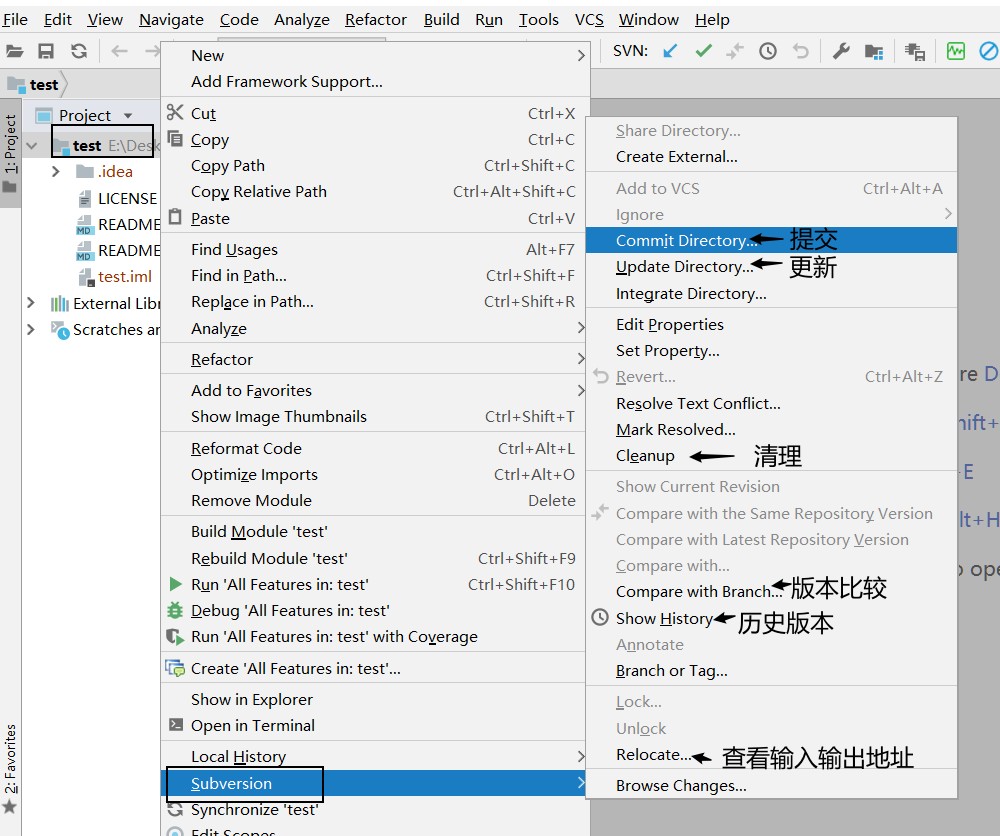 File Edit View Navigate Code Analyze Refactor Build Run Tools VCS Window Help
SVN:
test
1: Project
Project
test E:\Desk
.idea
LICENSE
README
README
test.iml
External Libr
Scratches an
2: Favorites
New
Add Framework Support...
Cut Ctrl+X
Copy Ctrl+C
Copy Path Ctrl+Shift+C
Copy Relative Path Ctrl+Alt+Shift+C
Paste Ctrl+V
Find Usages Alt+F7
Find in Path... Ctrl+Shift+F
Replace in Path... Ctrl+Shift+R
Analyze
Refactor
Add to Favorites
Show Image Thumbnails Ctrl+Shift+T
Reformat Code Ctrl+Alt+L
Optimize Imports Ctrl+Alt+O
Remove Module Delete
Build Module 'test'
Rebuild Module 'test' Ctrl+Shift+F9
Run 'All Features in: test' Ctrl+Shift+F10
Debug 'All Features in: test'
Run 'All Features in: test' with Coverage
Create 'All Features in: test'...
Show in Explorer
Open in Terminal
Local History
Subversion
Synchronize 'test'
Edit Scopes
Share Directory...
Create External...
Add to VCS Ctrl+Alt+A
Ignore
Commit Directory... 提交
Update Directory... 更新
Integrate Directory...
Edit Properties
Set Property...
Revert... Ctrl+Alt+Z
Resolve Text Conflict...
Mark Resolved...
Cleanup 清理
Show Current Revision
Compare with the Same Repository Version
Compare with Latest Repository Version
Compare with...
Compare with Branch... 版本比较
Show History 历史版本
Annotate
Branch or Tag...
Lock...
Unlock
Relocate... 查看输入输出地址
Browse Changes...
re D
hift+
+E
lt+H
o ope